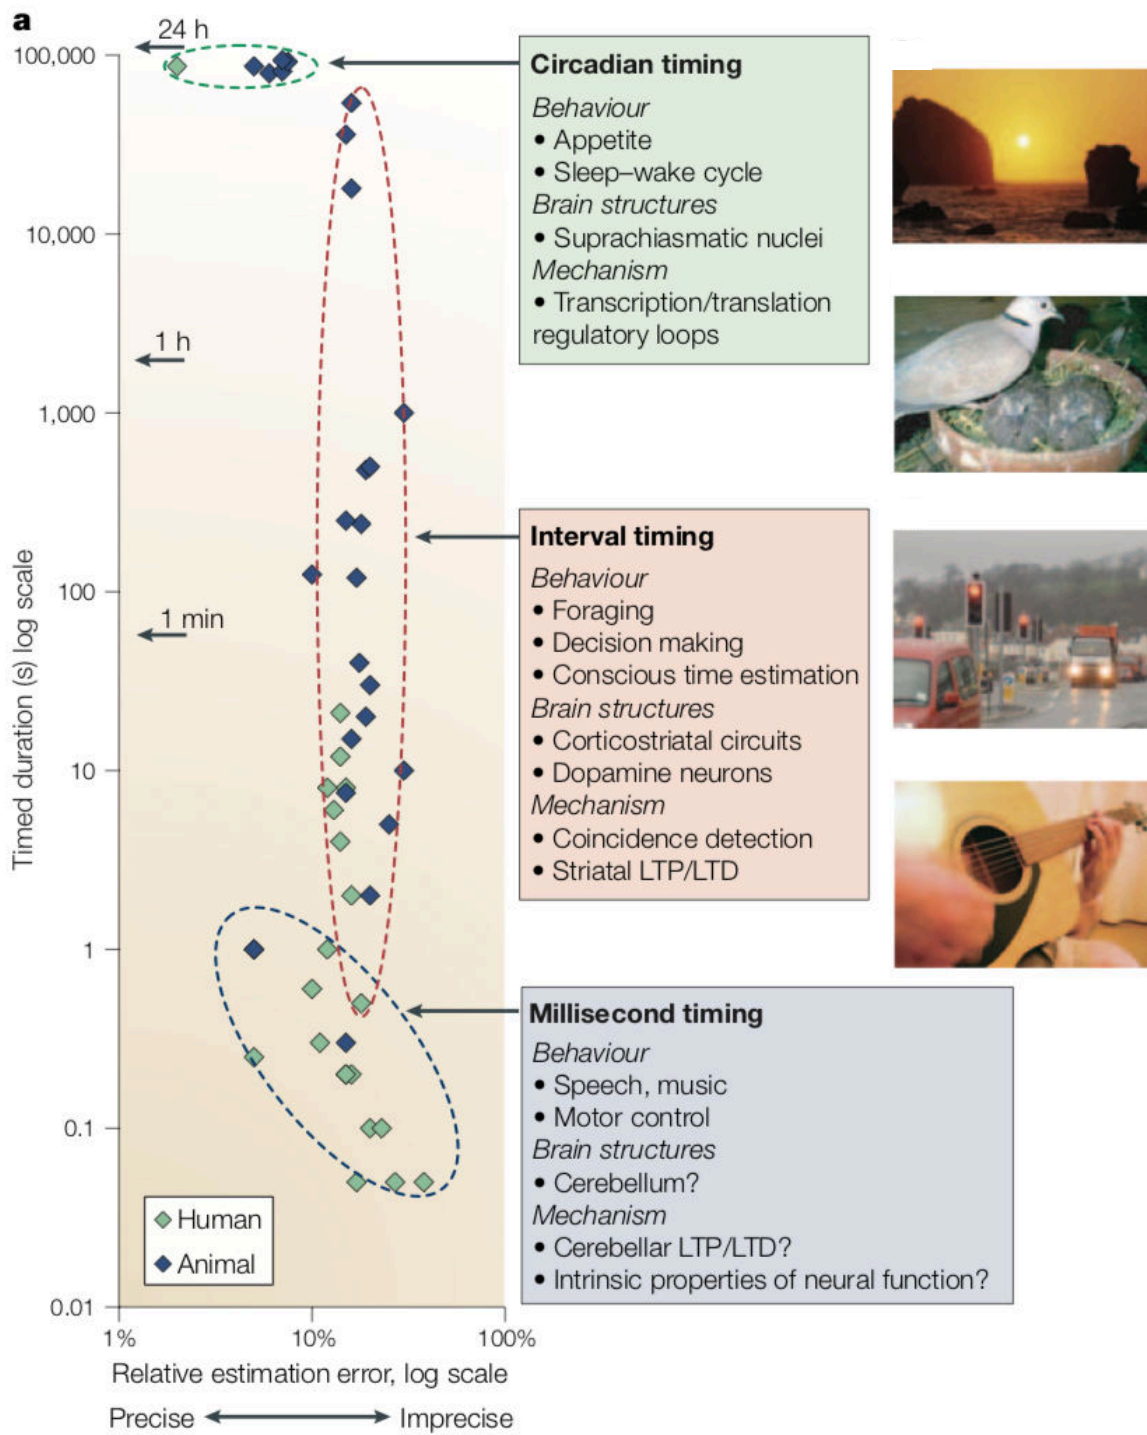 a
24 h
100,000
10,000
1 h
1,000
100
1 min
10
1
0.1
0.01
Timed duration (s) log scale
1%
10%
100%
Relative estimation error, log scale
Precise
Imprecise
Human
Animal
Circadian timing
Behaviour
• Appetite
• Sleep–wake cycle
Brain structures
• Suprachiasmatic nuclei
Mechanism
• Transcription/translation
regulatory loops
Interval timing
Behaviour
• Foraging
• Decision making
• Conscious time estimation
Brain structures
• Corticostriatal circuits
• Dopamine neurons
Mechanism
• Coincidence detection
• Striatal LTP/LTD
Millisecond timing
Behaviour
• Speech, music
• Motor control
Brain structures
• Cerebellum?
Mechanism
• Cerebellar LTP/LTD?
• Intrinsic properties of neural function?